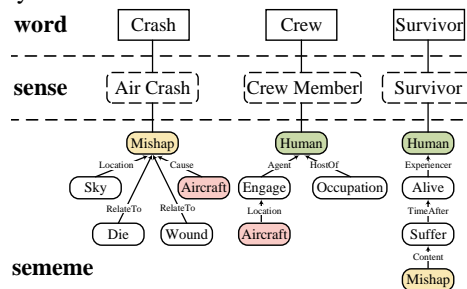 word Crash Crew Survivor
sense Air Crash Crew Member Survivor
Mishap Human Human
Location Cause Agent HostOf Experiencer
Sky Aircraft Engage Occupation Alive
RelateTo RelateTo Location TimeAfter
Die Wound Aircraft Suffer
Content
sememe Mishap